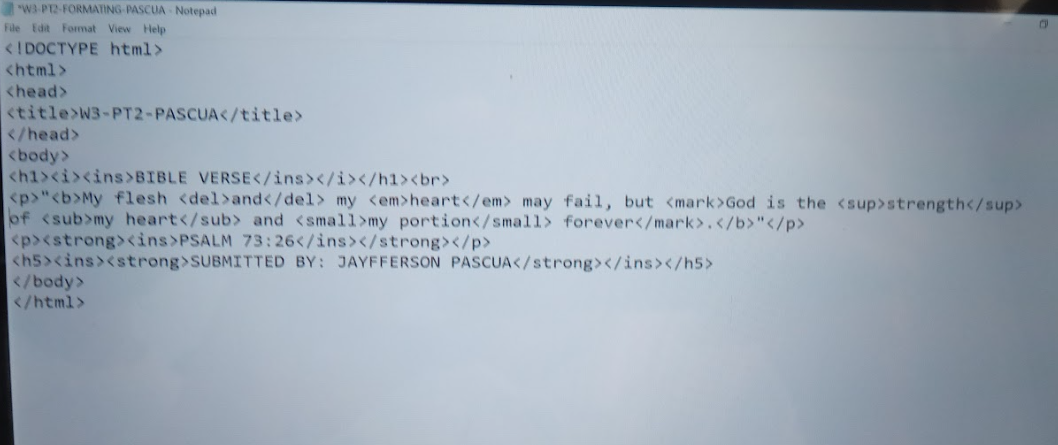 *W3-PT2-FORMATING-PASCUA - Notepad
File Edit Format View Help
<!DOCTYPE html>
<html>
<head>
<title>W3-PT2-PASCUA</title>
</head>
<body>
<h1><i><ins>BIBLE VERSE</ins></i></h1><br>
<p>"<b>My flesh <del>and</del> my <em>heart</em> may fail, but <mark>God is the <sup>strength</sup>
of <sub>my heart</sub> and <small>my portion</small> forever</mark>.</b>"</p>
<p><strong><ins>PSALM 73:26</ins></strong></p>
<h5><ins><strong>SUBMITTED BY: JAYFFERSON PASCUA</strong></ins></h5>
</body>
</html>